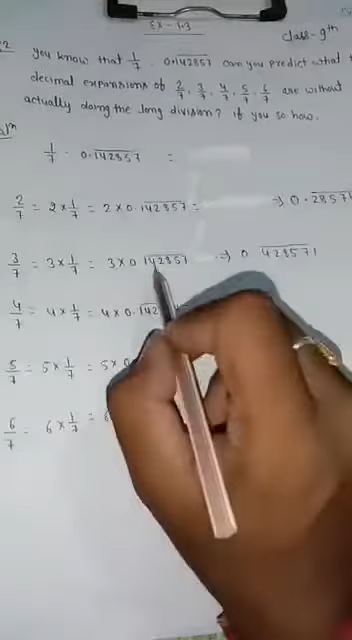 EX-1.3
class-9th
you know that 1/7 = 0.142857 can you predict what
decimal expansions of 2/7, 3/7, 4/7, 5/7, 6/7 are without
actually doing the long division? if you so how.
Solⁿ
1/7 = 0.142857 =
2/7 = 2×1/7 = 2×0.142857 = ⇒ 0.28571
3/7 = 3×1/7 = 3×0.142857 ⇒ 0.428571
4/7 = 4×1/7 = 4×0.142
5/7 = 5×1/7 = 5×0
6/7 = 6×1/7 =